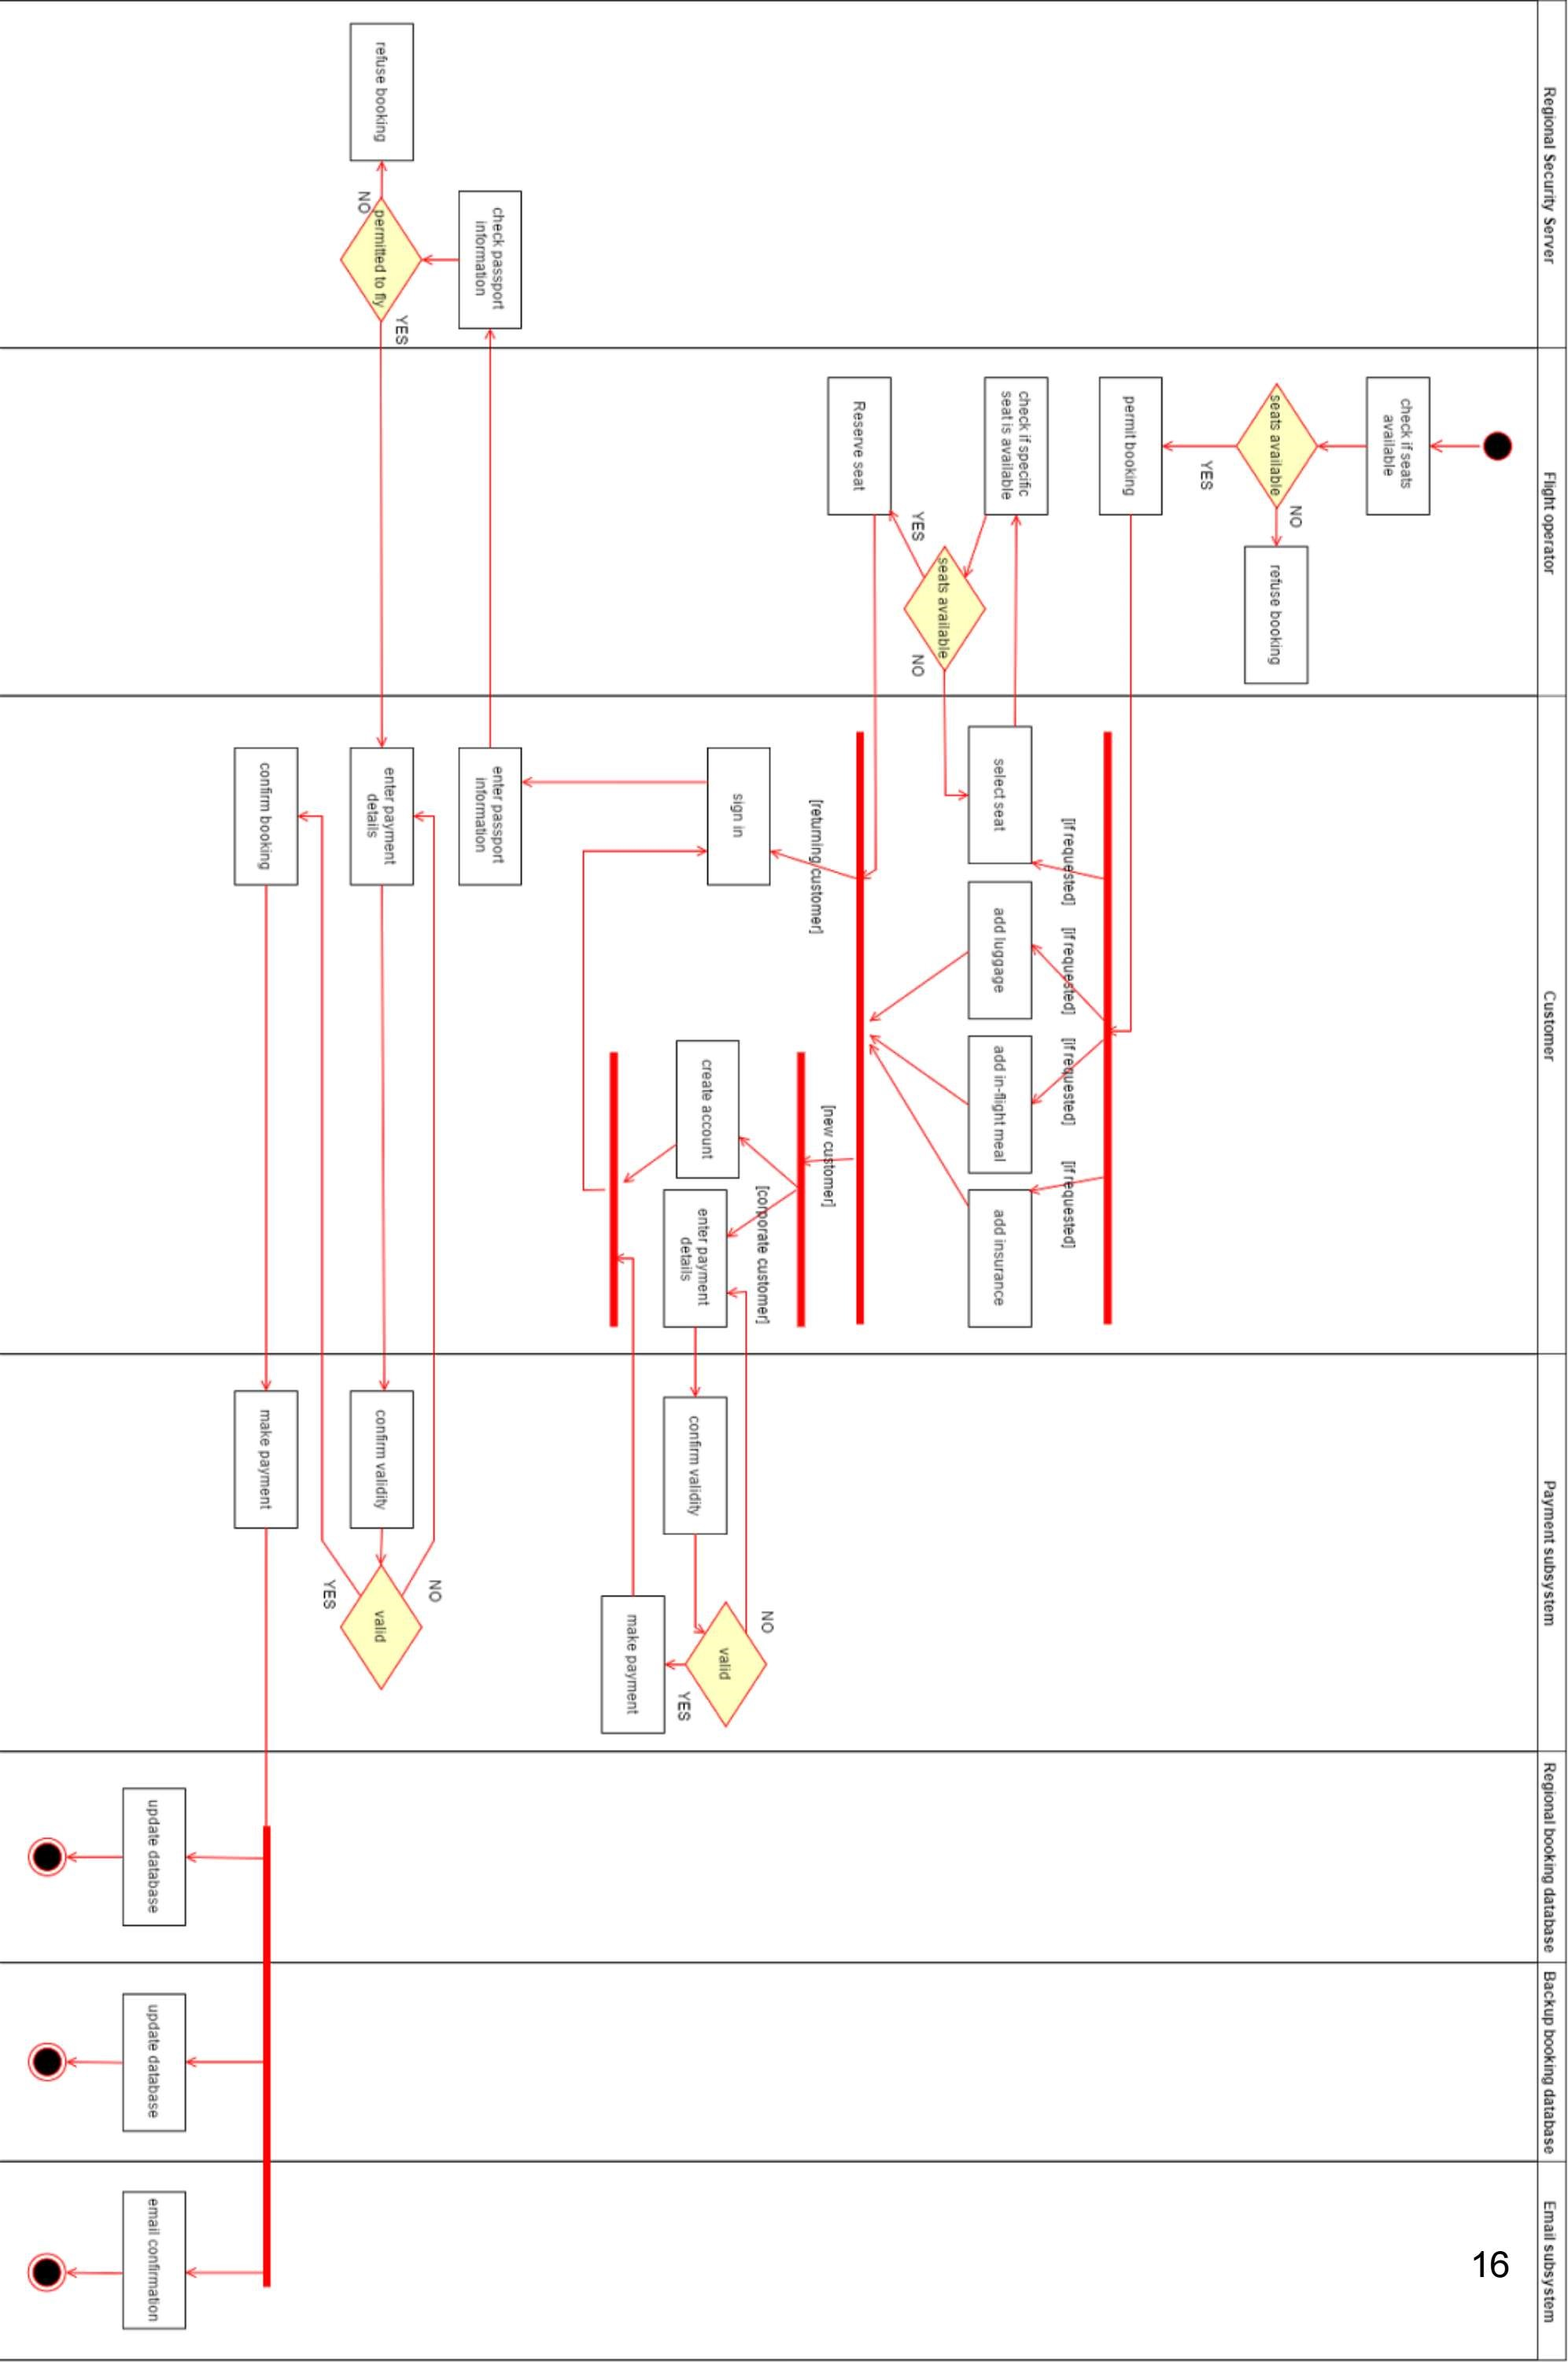 Regional Security Server
Flight operator
Customer
Payment subsystem
Regional booking database
Backup booking database
Email subsystem
check if seats
available
seats available
NO
refuse booking
YES
permit booking
[if requested]
[if requested]
[if requested]
[if requested]
check if specific
seat is available
select seat
add luggage
add in-flight meal
add insurance
seats available
YES
NO
Reserve seat
[returning customer]
[new customer]
sign in
[corporate customer]
create account
enter payment
details
confirm validity
valid
NO
YES
make payment
check passport
information
enter passport
information
permitted to fly
NO
YES
refuse booking
enter payment
details
confirm validity
valid
NO
YES
confirm booking
make payment
update database
update database
email confirmation
16